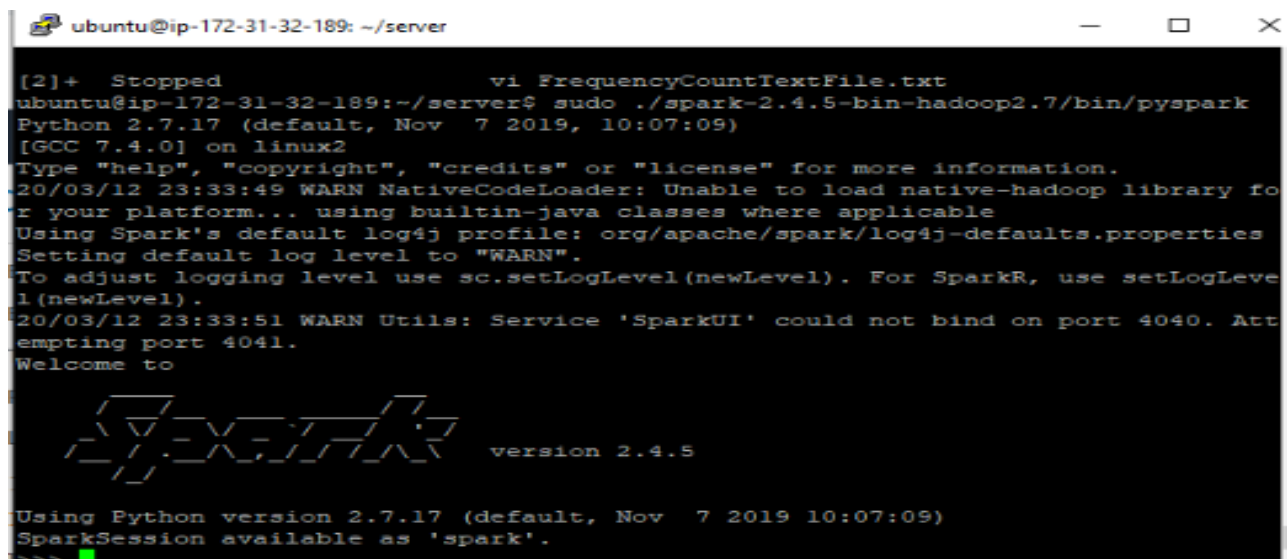 ubuntu@ip-172-31-32-189: ~/server
[2]+  Stopped                 vi FrequencyCountTextFile.txt
ubuntu@ip-172-31-32-189:~/server$ sudo ./spark-2.4.5-bin-hadoop2.7/bin/pyspark
Python 2.7.17 (default, Nov  7 2019, 10:07:09)
[GCC 7.4.0] on linux2
Type "help", "copyright", "credits" or "license" for more information.
20/03/12 23:33:49 WARN NativeCodeLoader: Unable to load native-hadoop library fo
r your platform... using builtin-java classes where applicable
Using Spark's default log4j profile: org/apache/spark/log4j-defaults.properties
Setting default log level to "WARN".
To adjust logging level use sc.setLogLevel(newLevel). For SparkR, use setLogLeve
l(newLevel).
20/03/12 23:33:51 WARN Utils: Service 'SparkUI' could not bind on port 4040. Att
empting port 4041.
Welcome to
Spark version 2.4.5
Using Python version 2.7.17 (default, Nov  7 2019 10:07:09)
SparkSession available as 'spark'.
>>>